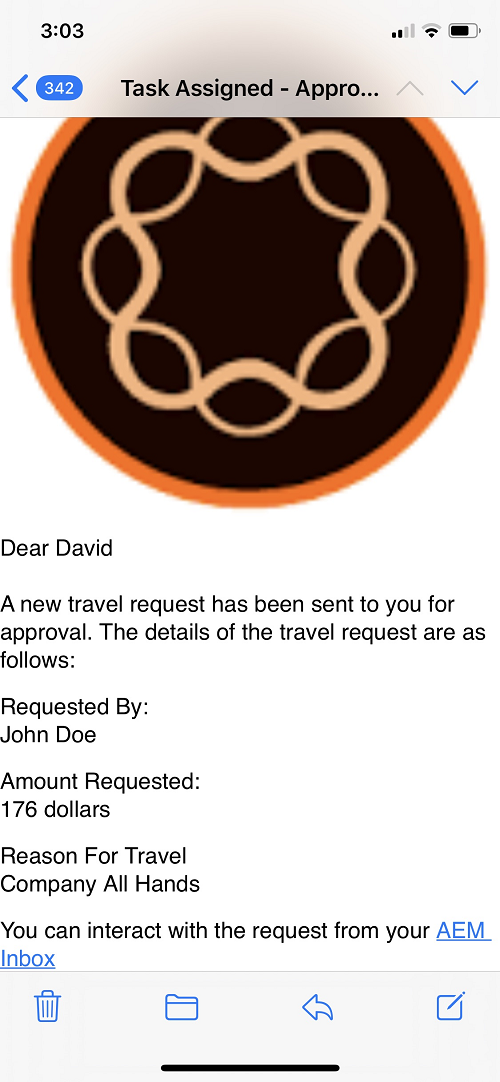 3:03
342
Task Assigned - Appro...
Dear David
A new travel request has been sent to you for
approval. The details of the travel request are as
follows:
Requested By:
John Doe
Amount Requested:
176 dollars
Reason For Travel
Company All Hands
You can interact with the request from your AEM
Inbox